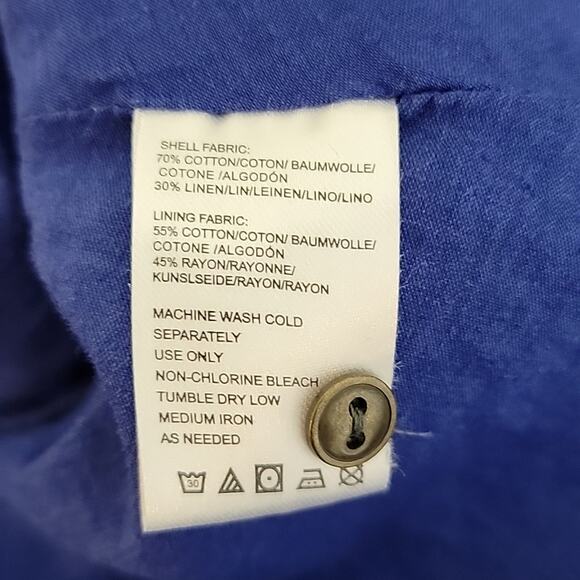 SHELL FABRIC:
70% COTTON/COTON/ BAUMWOLLE/
COTONE /ALGODÓN
30% LINEN/LIN/LEINEN/LINO/LINO
LINING FABRIC:
55% COTTON/COTON/ BAUMWOLLE/
COTONE /ALGODÓN
45% RAYON/RAYONNE/
KUNSLSEIDE/RAYON/RAYON
MACHINE WASH COLD
SEPARATELY
USE ONLY
NON-CHLORINE BLEACH
TUMBLE DRY LOW
MEDIUM IRON
AS NEEDED
30